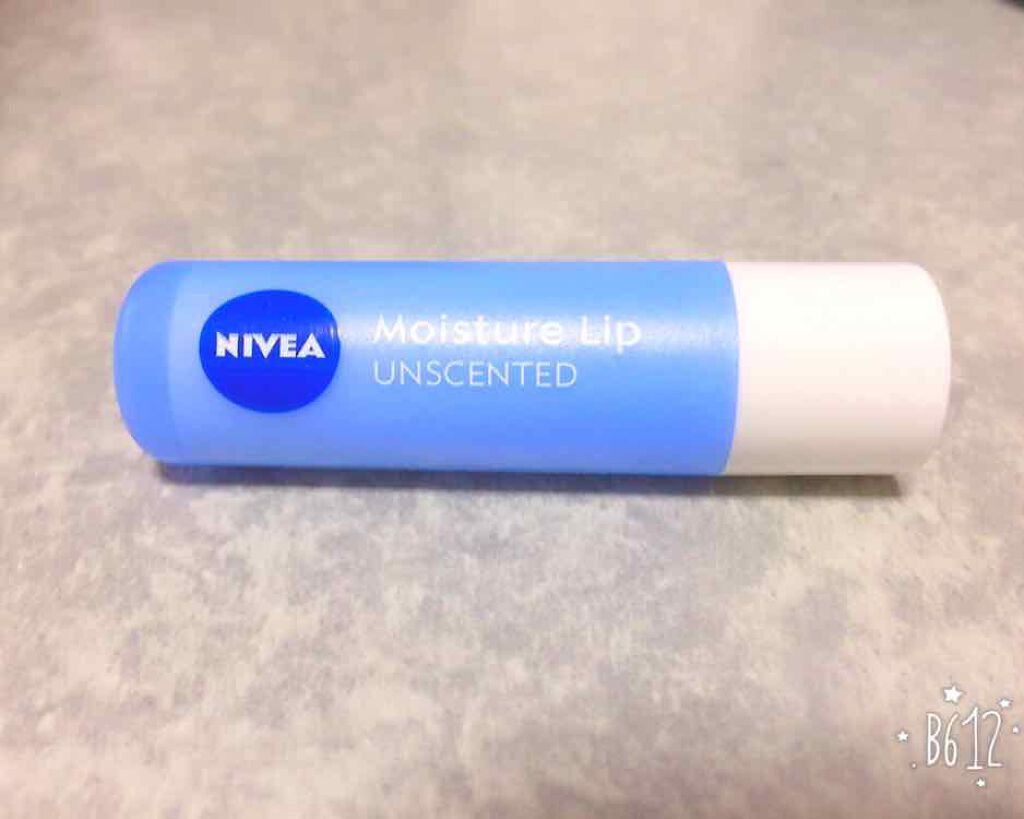 NIVEA
Moisture Lip
UNSCENTED
B612